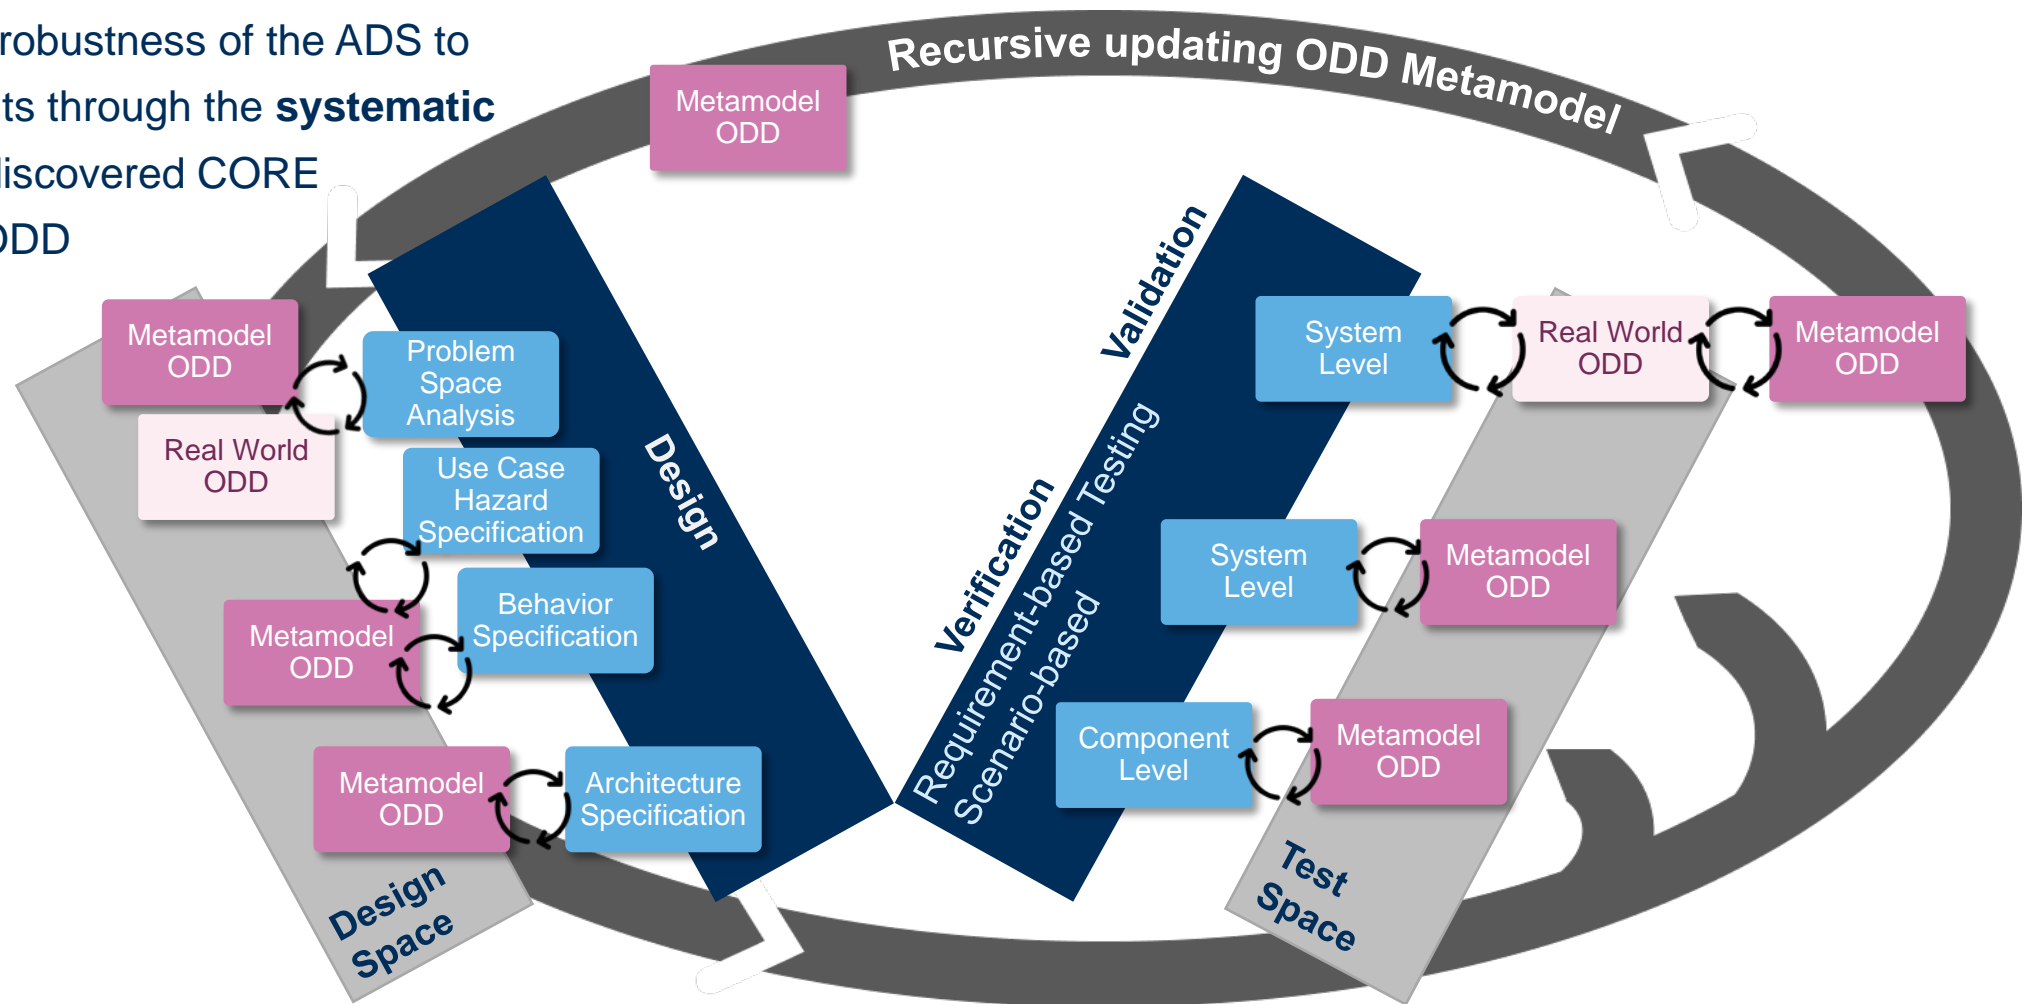 robustness of the ADS to
ts through the systematic
discovered CORE
ODD
Recursive updating ODD Metamodel
Metamodel
ODD
Metamodel
ODD
Real World
ODD
Problem
Space
Analysis
Use Case
Hazard
Specification
Metamodel
ODD
Behavior
Specification
Metamodel
ODD
Architecture
Specification
Design
Design
Space
Validation
Verification
Requirement-based Testing
Scenario-based
System
Level
Real World
ODD
Metamodel
ODD
System
Level
Metamodel
ODD
Component
Level
Metamodel
ODD
Test
Space